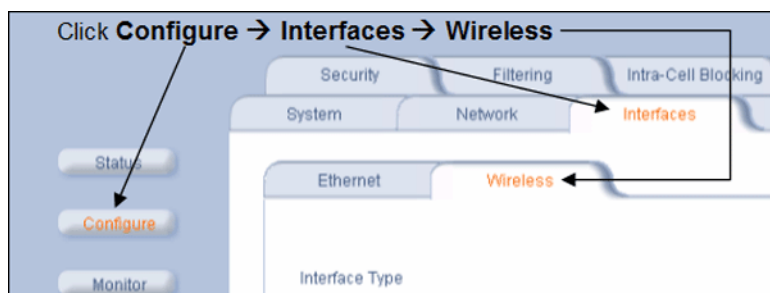 Click Configure → Interfaces → Wireless
Security Filtering Intra-Cell Blocking
System Network Interfaces
Status
Ethernet Wireless
Configure
Interface Type
Monitor